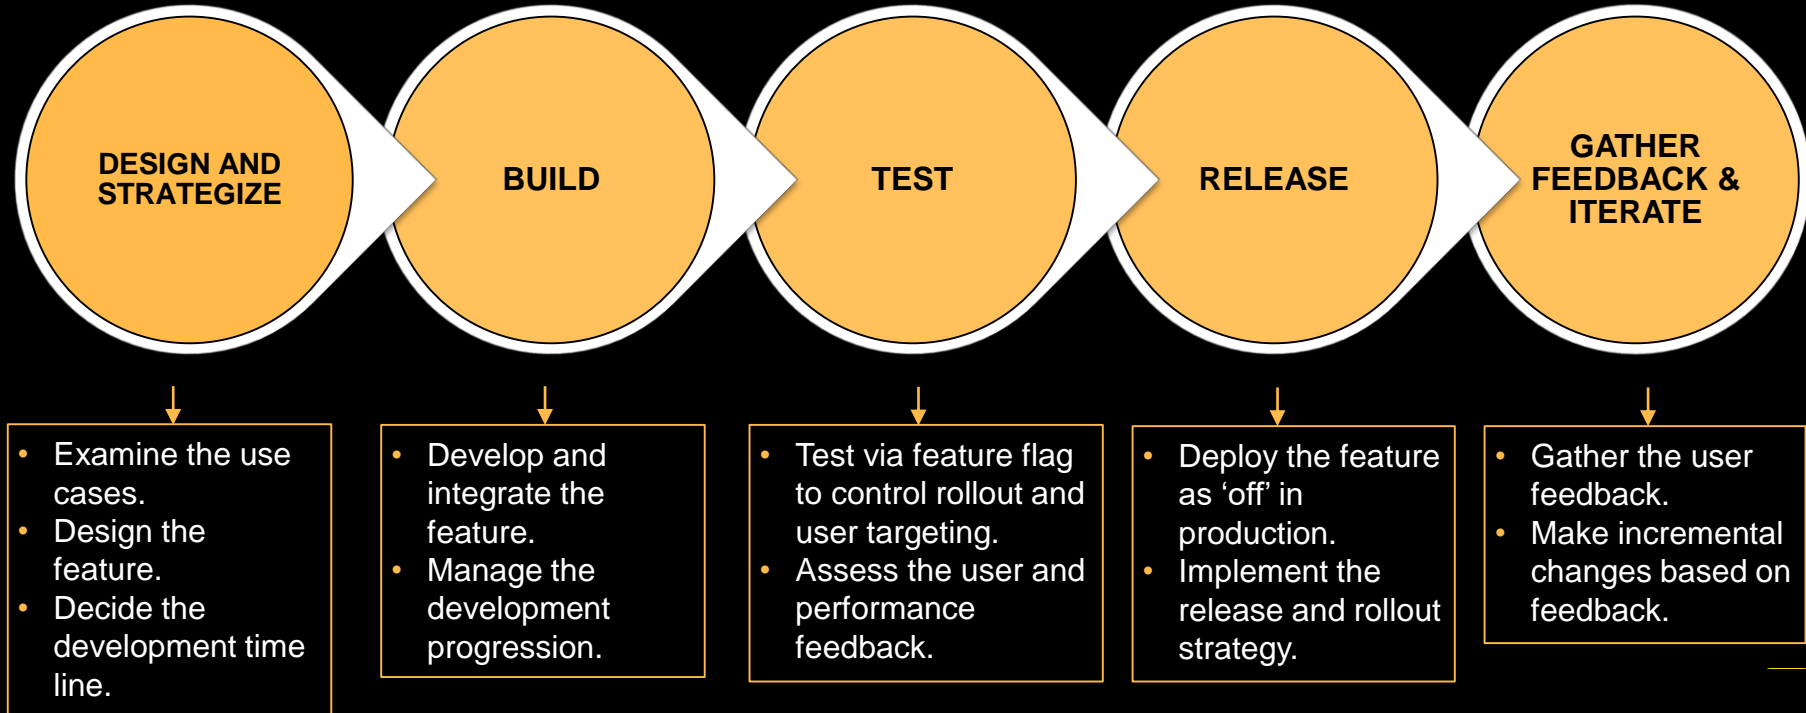 DESIGN AND
STRATEGIZE
BUILD
TEST
RELEASE
GATHER
FEEDBACK &
ITERATE
• Examine the use
cases.
• Design the
feature.
• Decide the
development time
line.
• Develop and
integrate the
feature.
• Manage the
development
progression.
• Test via feature flag
to control rollout and
user targeting.
• Assess the user and
performance
feedback.
• Deploy the feature
as ‘off’ in
production.
• Implement the
release and rollout
strategy.
• Gather the user
feedback.
• Make incremental
changes based on
feedback.